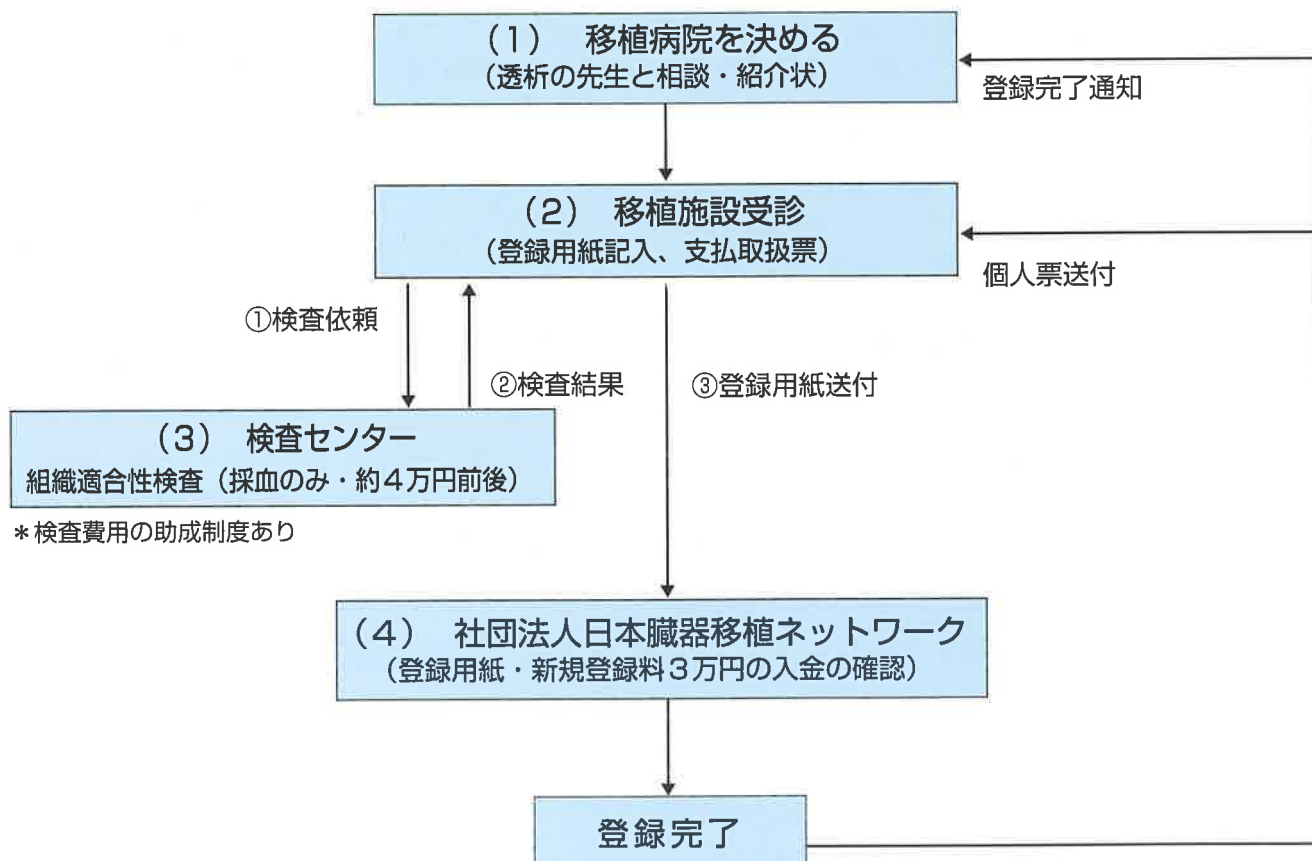 (1) 移植病院を決める
(透析の先生と相談・紹介状)
登録完了通知
(2) 移植施設受診
(登録用紙記入、支払取扱票)
個人票送付
①検査依頼
②検査結果
③登録用紙送付
(3) 検査センター
組織適合性検査(採血のみ・約4万円前後)
*検査費用の助成制度あり
(4) 社団法人日本臓器移植ネットワーク
(登録用紙・新規登録料3万円の入金の確認)
登録完了